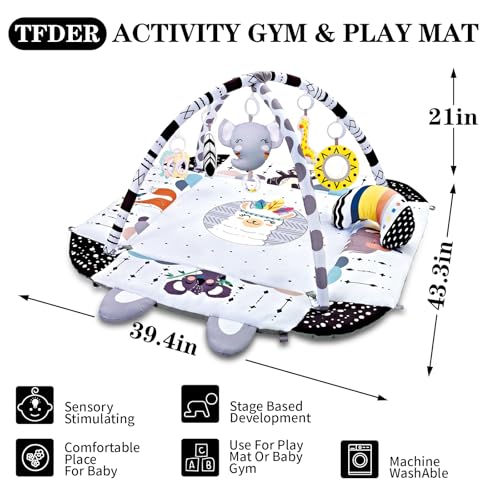 TFDER ACTIVITY GYM & PLAY MAT
21in
43.3in
39.4in
Sensory
Stimulating
Stage Based
Development
Comfortable
Place
For Baby
A
C B
Use For Play
Mat Or Baby
Gym
Machine
WashAble